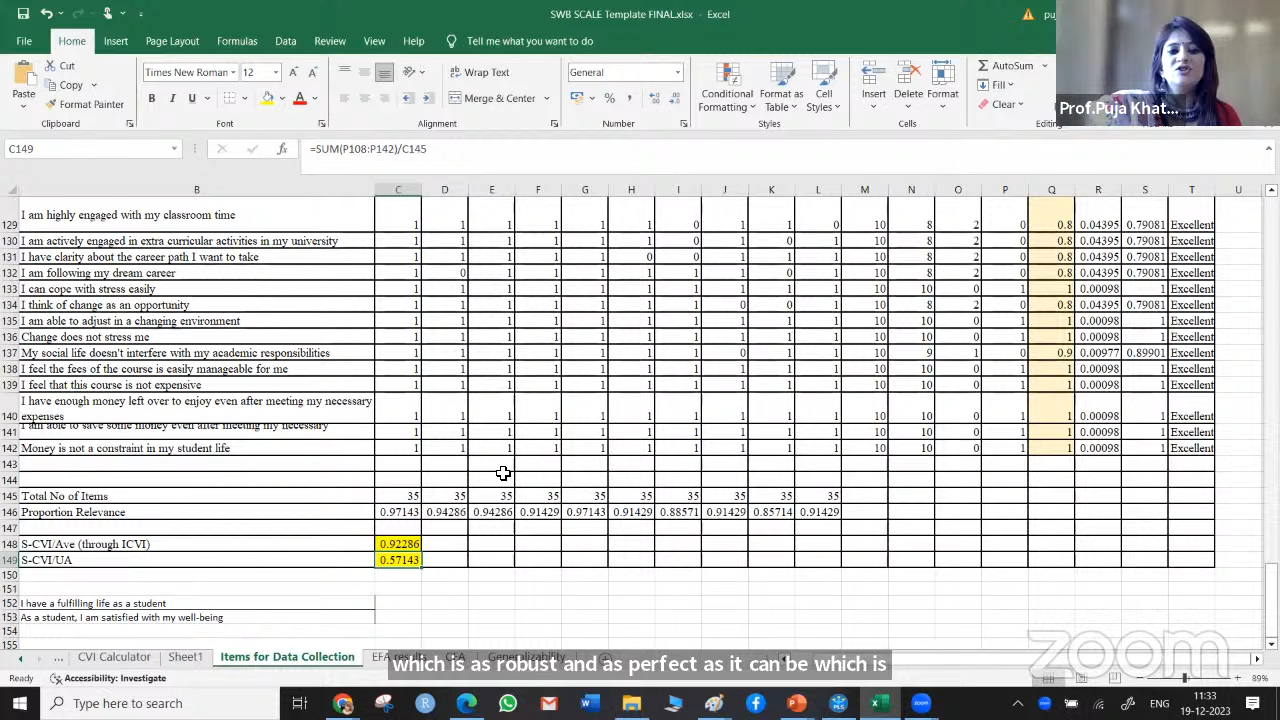 SWB SCALE Template FINAL.xlsx - Excel
File Home Insert Page Layout Formulas Data Review View Help Tell me what you want to do
Prof.Puja Khat...
Paste Cut Copy Format Painter Clipboard
Times New Roman 12 B I U A Font
Wrap Text Merge & Center Alignment
General % Number
Conditional Formatting Format as Table Cell Styles Styles
Insert Delete Format Cells
AutoSum Fill Clear
C149 fx =SUM(P108:P142)/C145
B C D E F G H I J K L M N O P Q R S T U
129 I am highly engaged with my classroom time 1 1 1 1 1 1 0 1 1 0 10 8 2 0 0.8 0.04395 0.79081 Excellent
130 I am actively engaged in extra curricular activities in my university 1 1 1 1 1 1 0 1 0 1 10 8 2 0 0.8 0.04395 0.79081 Excellent
131 I have clarity about the career path I want to take 1 1 1 1 1 0 0 1 1 1 10 8 2 0 0.8 0.04395 0.79081 Excellent
132 I am following my dream career 1 0 1 1 1 1 1 1 0 1 10 8 2 0 0.8 0.04395 0.79081 Excellent
133 I can cope with stress easily 1 1 1 1 1 1 1 1 1 1 10 10 0 1 1 0.00098 1 Excellent
134 I think of change as an opportunity 1 1 1 1 1 1 1 0 0 1 10 8 2 0 0.8 0.04395 0.79081 Excellent
135 I am able to adjust in a changing environment 1 1 1 1 1 1 1 1 1 1 10 10 0 1 1 0.00098 1 Excellent
136 Change does not stress me 1 1 1 1 1 1 1 1 1 1 10 10 0 1 1 0.00098 1 Excellent
137 My social life doesn't interfere with my academic responsibilities 1 1 1 1 1 1 1 0 1 1 10 9 1 0 0.9 0.00977 0.89901 Excellent
138 I feel the fees of the course is easily manageable for me 1 1 1 1 1 1 1 1 1 1 10 10 0 1 1 0.00098 1 Excellent
139 I feel that this course is not expensive 1 1 1 1 1 1 1 1 1 1 10 10 0 1 1 0.00098 1 Excellent
I have enough money left over to enjoy even after meeting my necessary
140 expenses 1 1 1 1 1 1 1 1 1 1 10 10 0 1 1 0.00098 1 Excellent
141 I am able to save some money even after meeting my necessary 1 1 1 1 1 1 1 1 1 1 10 10 0 1 1 0.00098 1 Excellent
142 Money is not a constraint in my student life 1 1 1 1 1 1 1 1 1 1 10 10 0 1 1 0.00098 1 Excellent
143
144
145 Total No of Items 35 35 35 35 35 35 35 35 35 35
146 Proportion Relevance 0.97143 0.94286 0.94286 0.91429 0.97143 0.91429 0.88571 0.91429 0.85714 0.91429
147
148 S-CVI/Ave (through ICVI) 0.92286
149 S-CVI/UA 0.57143
150
151
152 I have a fulfilling life as a student
153 As a student, I am satisfied with my well-being
154
155
zoom
... CVI Calculator Sheet1 Items for Data Collection
which is as robust and as perfect as it can be which is
Ready Accessibility: Investigate 89%
Type here to search
ENG 11:33
19-12-2023